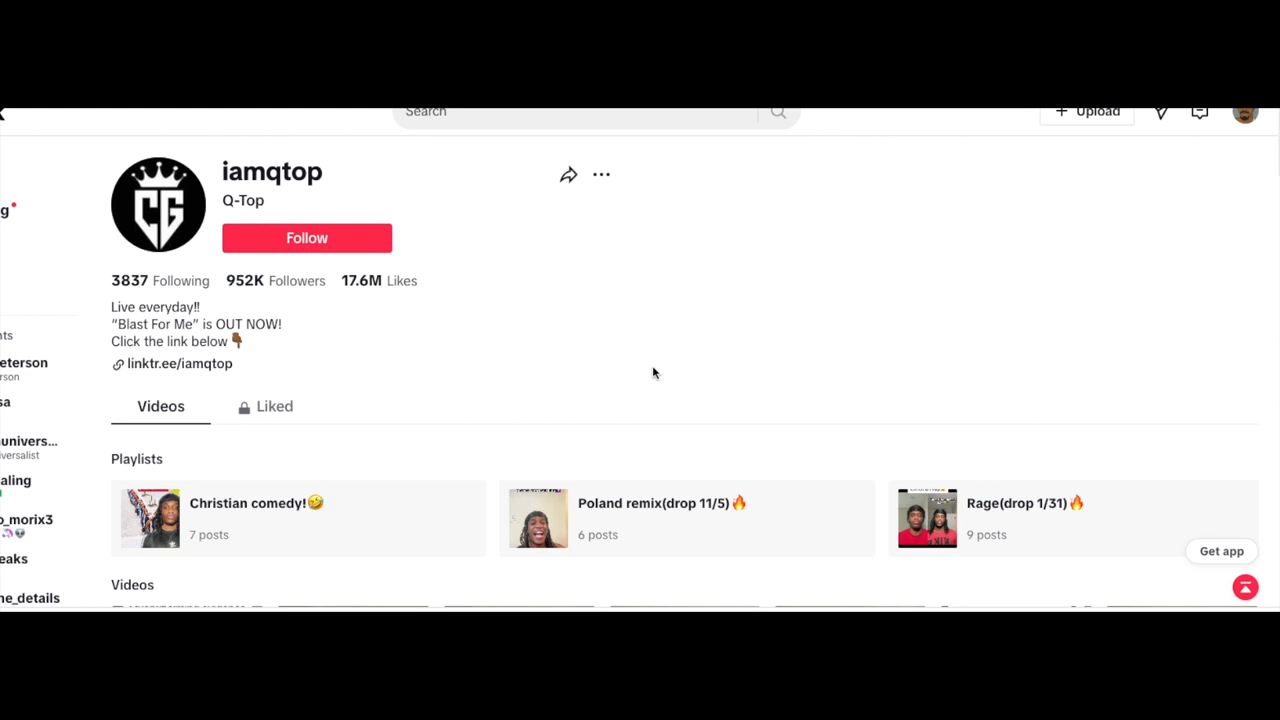 Search
Upload
iamqtop
Q-Top
Follow
3837 Following 952K Followers 17.6M Likes
Live everyday‼
“Blast For Me” is OUT NOW!
Click the link below👇🏾
linktr.ee/iamqtop
Videos
Liked
g
nts
eterson
rson
sa
univers...
iversalist
aling
o_morix3
eaks
ne_details
Playlists
CG
Christian comedy!🤣
7 posts
Poland remix(drop 11/5)🔥
6 posts
Rage(drop 1/31)🔥
9 posts
Get app
Videos